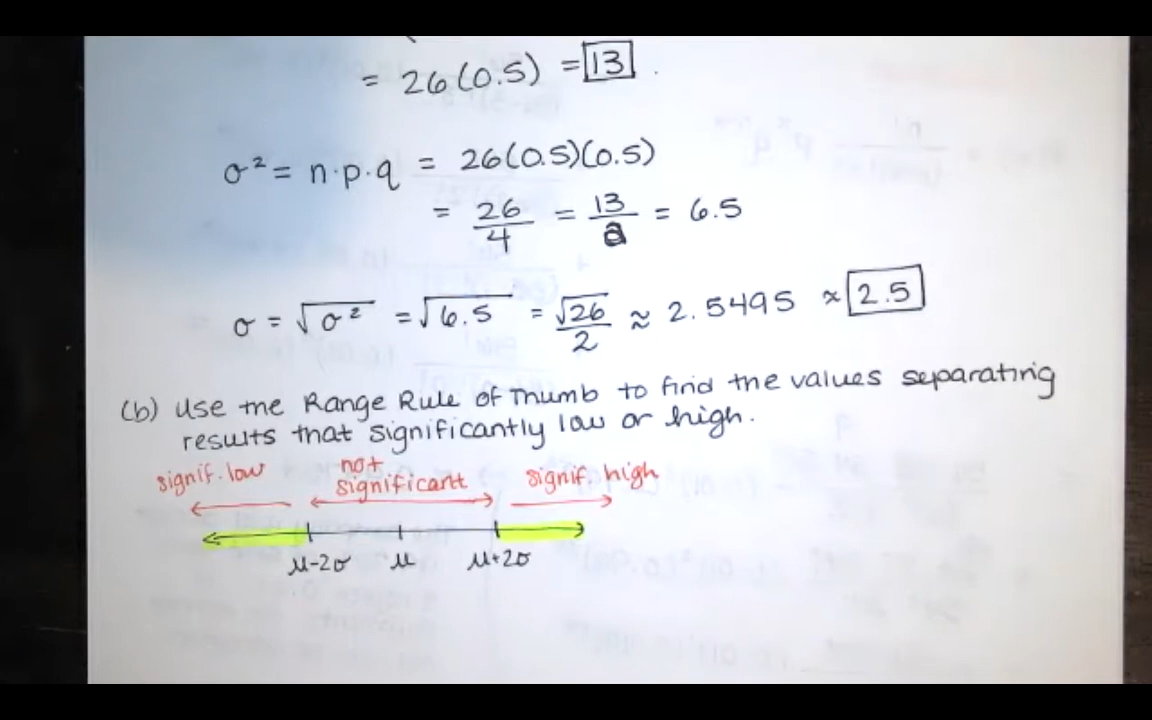 = 26(0.5) = 13
σ² = n·p·q = 26(0.5)(0.5)
= 26/4 = 13/2 = 6.5
σ = √σ² = √6.5 = √26/2 ≈ 2.5495 ≈ 2.5
(b) Use the Range Rule of Thumb to find the values separating
results that significantly low or high.
signif. low not significant signif. high
μ-2σ μ μ+2σ